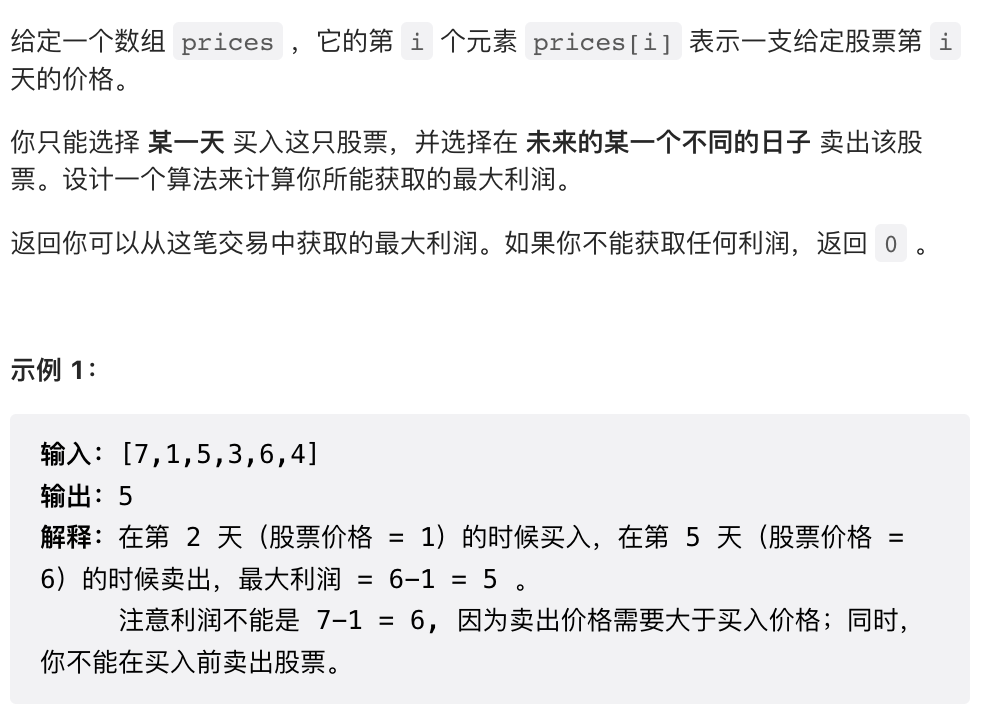 给定一个数组 prices ，它的第 i 个元素 prices[i] 表示一支给定股票第 i
天的价格。
你只能选择 某一天 买入这只股票，并选择在 未来的某一个不同的日子 卖出该股
票。设计一个算法来计算你所能获取的最大利润。
返回你可以从这笔交易中获取的最大利润。如果你不能获取任何利润，返回 0 。
示例 1：
输入：[7,1,5,3,6,4]
输出：5
解释：在第 2 天（股票价格 = 1）的时候买入，在第 5 天（股票价格 =
6）的时候卖出，最大利润 = 6-1 = 5 。
注意利润不能是 7-1 = 6, 因为卖出价格需要大于买入价格；同时，
你不能在买入前卖出股票。